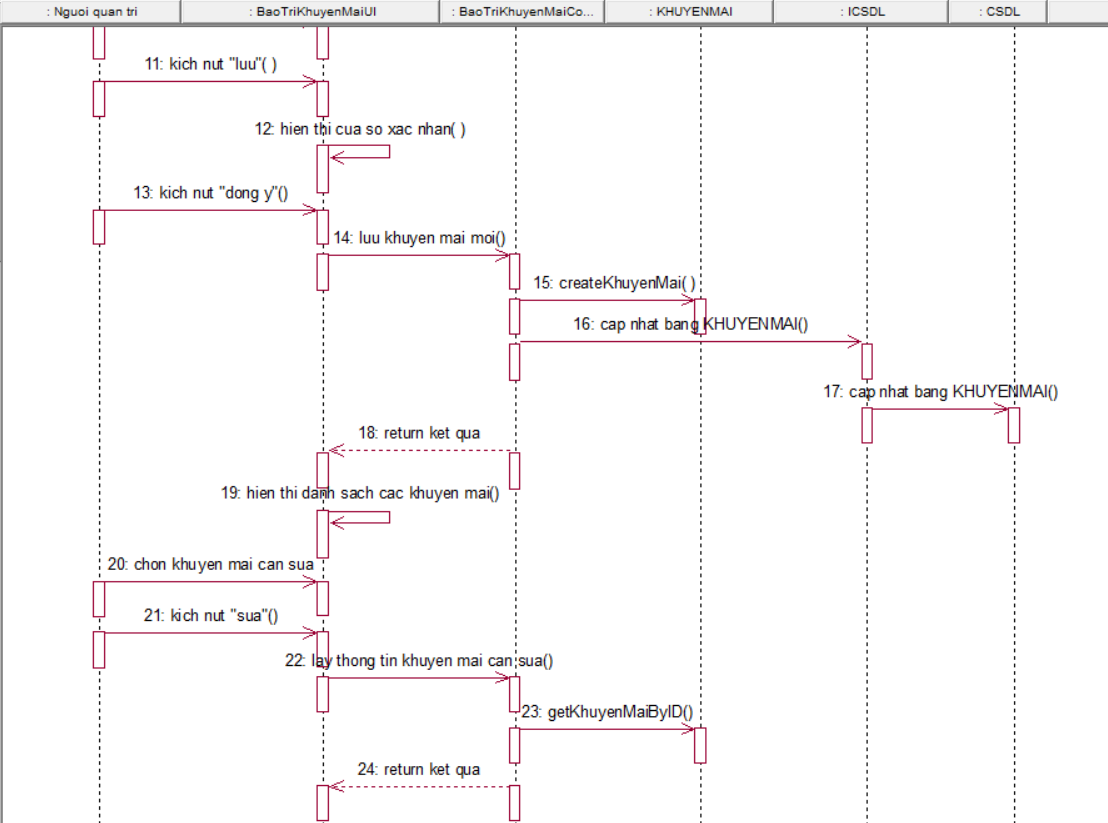 : Nguoi quan tri
: BaoTriKhuyenMaiUI
: BaoTriKhuyenMaiCo...
: KHUYENMAI
: ICSDL
: CSDL
11: kich nut "luu"( )
12: hien thi cua so xac nhan( )
13: kich nut "dong y"()
14: luu khuyen mai moi()
15: createKhuyenMai( )
16: cap nhat bang KHUYENMAI()
17: cap nhat bang KHUYENMAI()
18: return ket qua
19: hien thi danh sach cac khuyen mai()
20: chon khuyen mai can sua
21: kich nut "sua"()
22: lay thong tin khuyen mai can sua()
23: getKhuyenMaiByID()
24: return ket qua